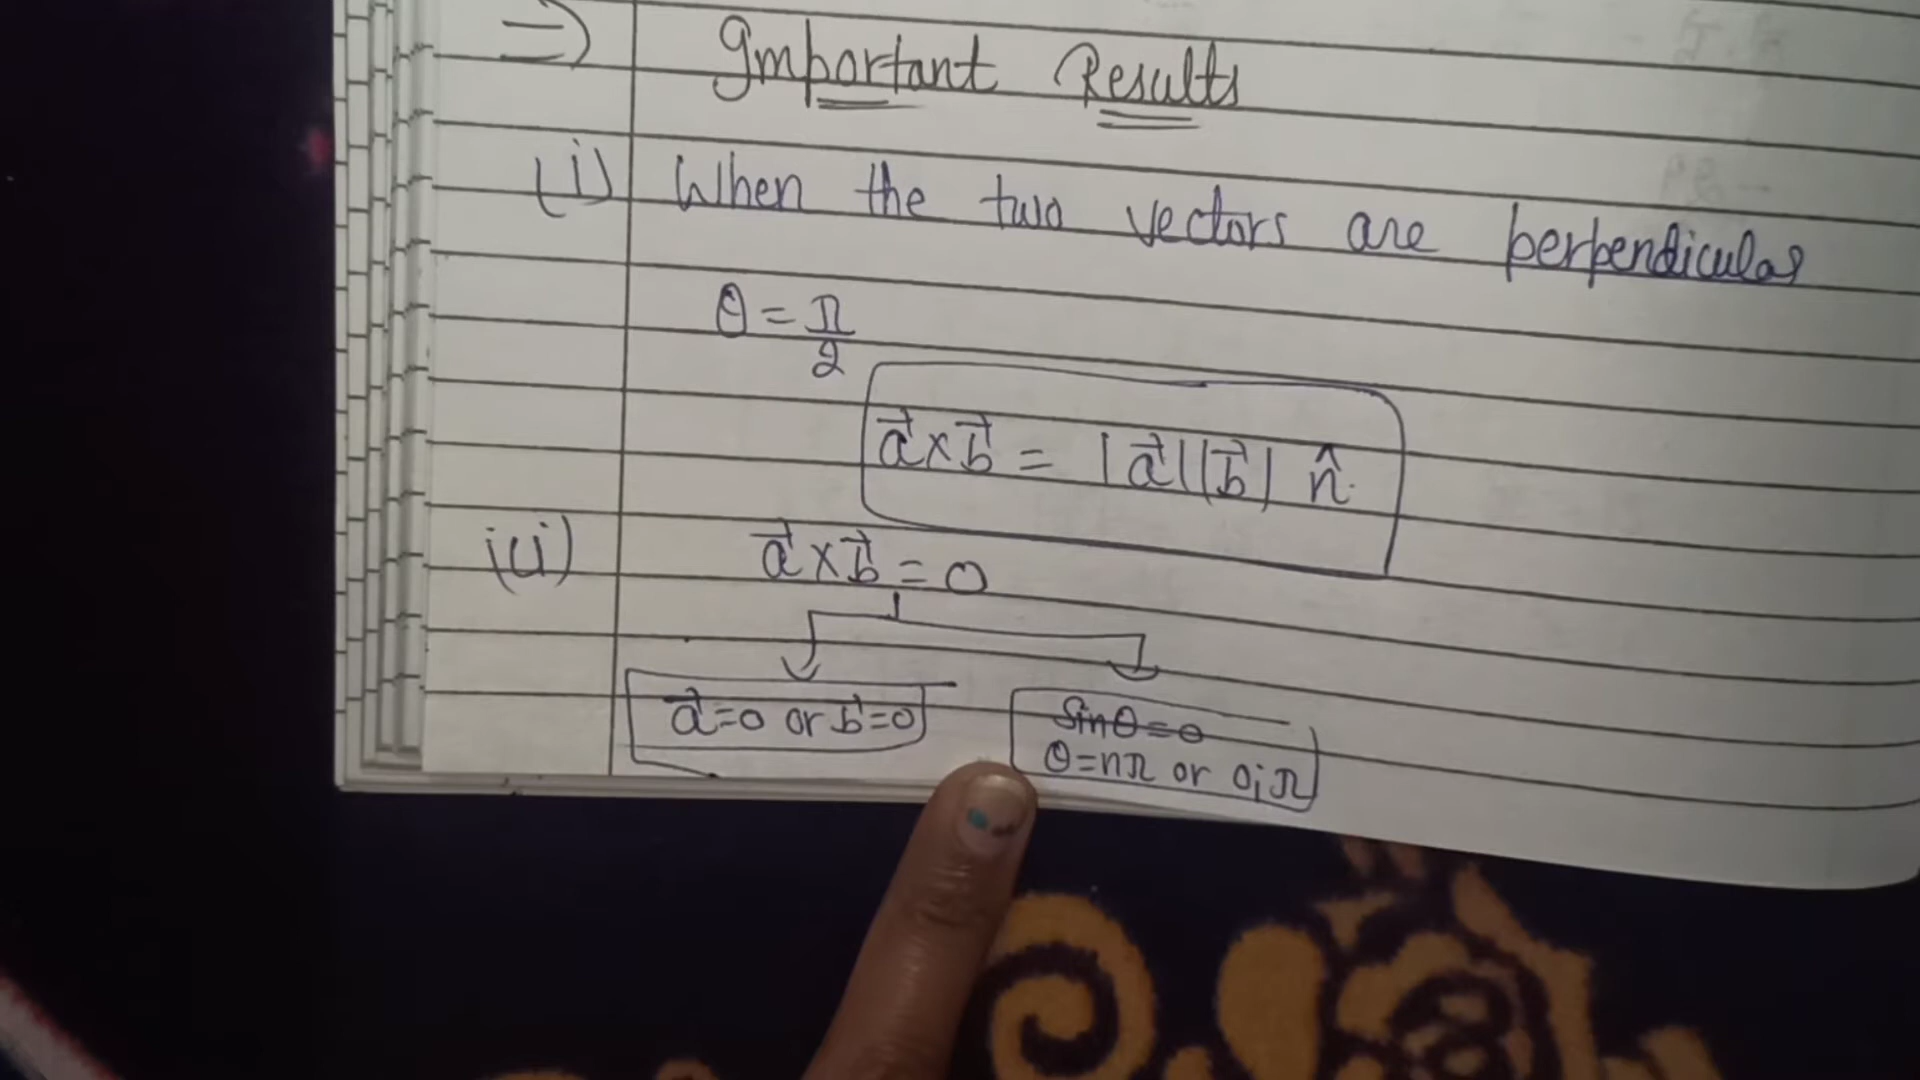 ⇒ Important Results
(i) When the two vectors are perpendicular
θ = π/2
a⃗×b⃗ = |a⃗||b⃗| n̂
(ii) a⃗×b⃗ = 0
a⃗=0 or b⃗=0
sinθ=0
θ=nπ or 0, π